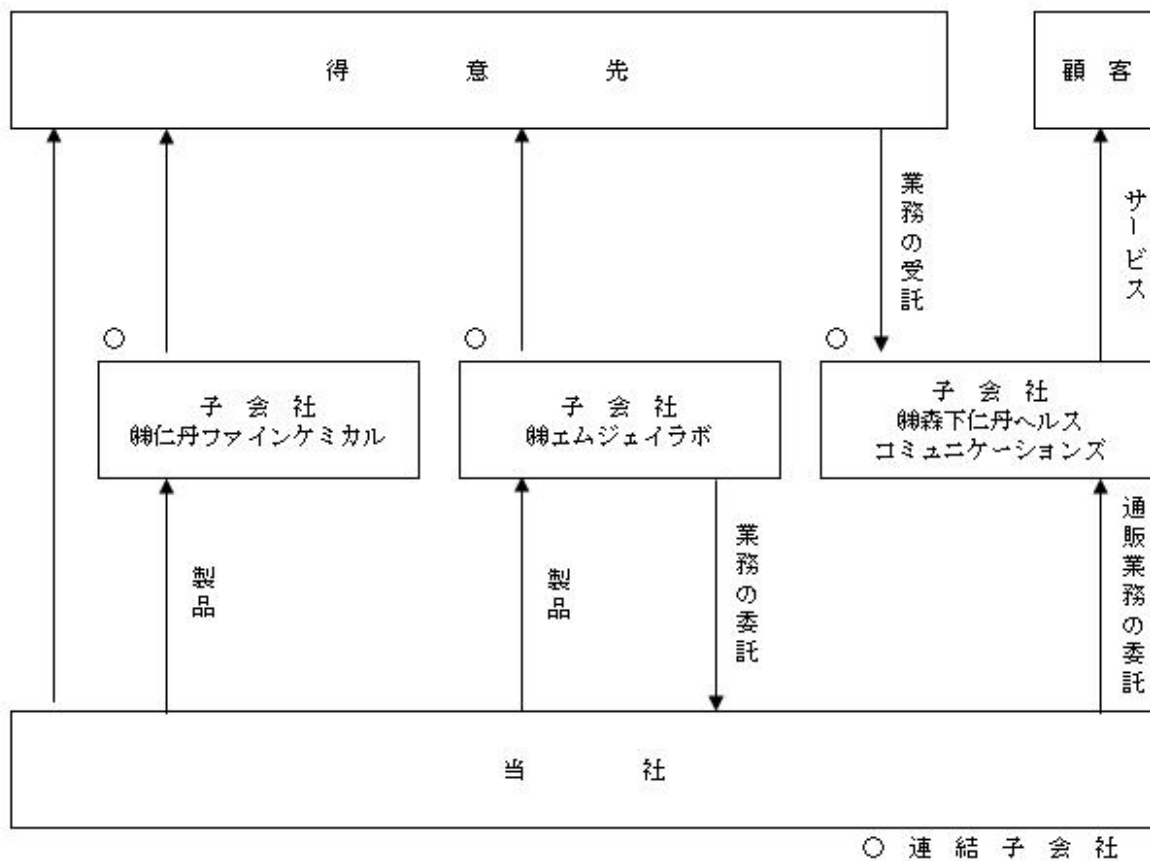 得意先
顧客
業務の受託
サービス
○
子会社
㈱仁丹ファインケミカル
○
子会社
㈱エムジェイラボ
○
子会社
㈱森下仁丹ヘルス
コミュニケーションズ
製品
製品
業務の委託
通販業務の委託
当社
○連結子会社